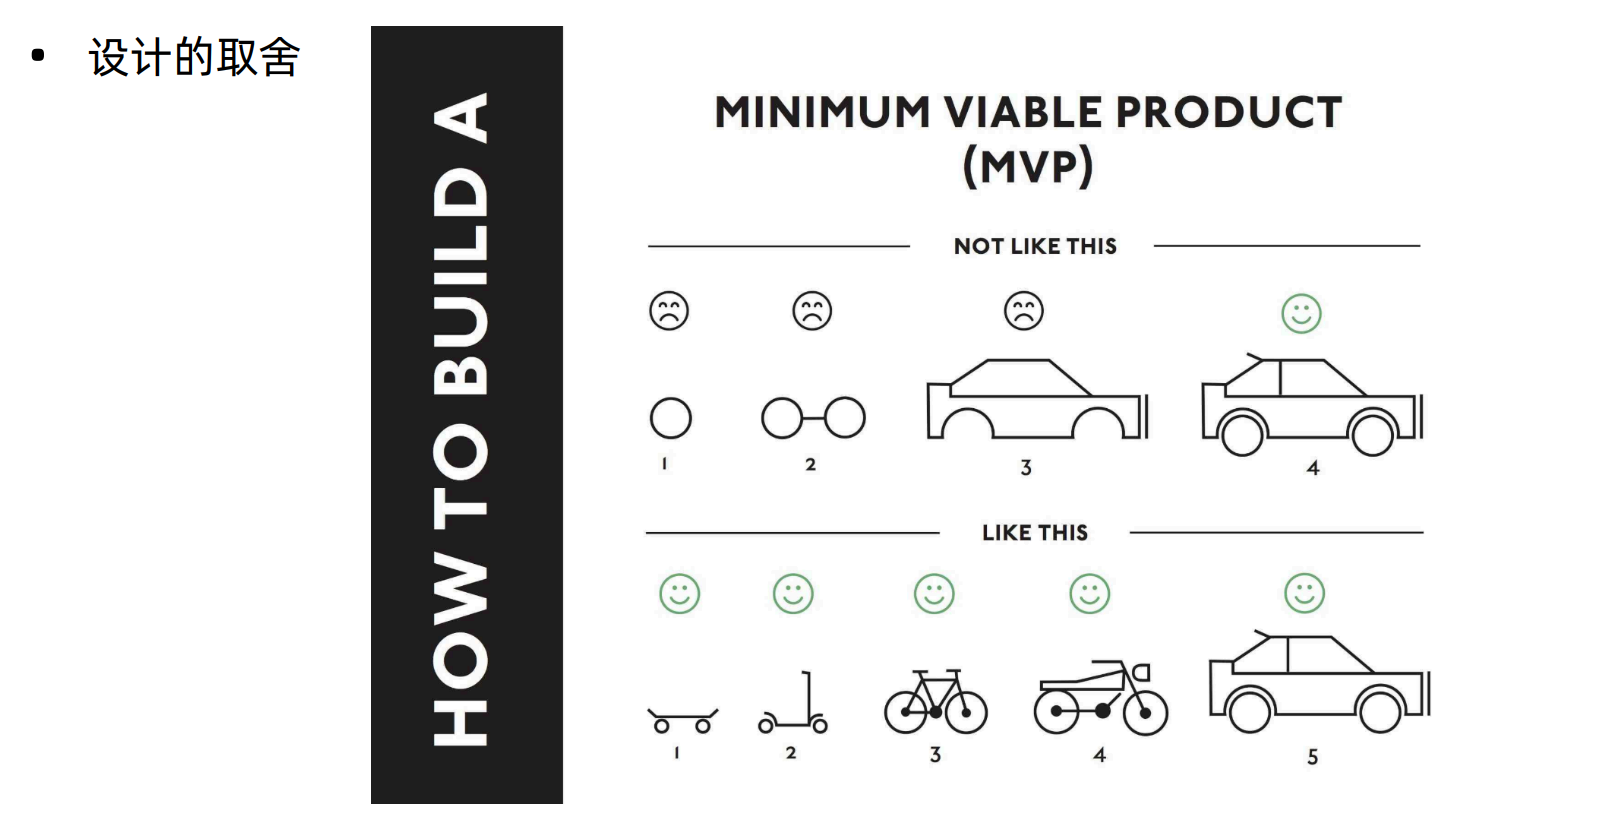 • 设计的取舍
HOW TO BUILD A
MINIMUM VIABLE PRODUCT
(MVP)
NOT LIKE THIS
1 2 3 4
LIKE THIS
1 2 3 4 5